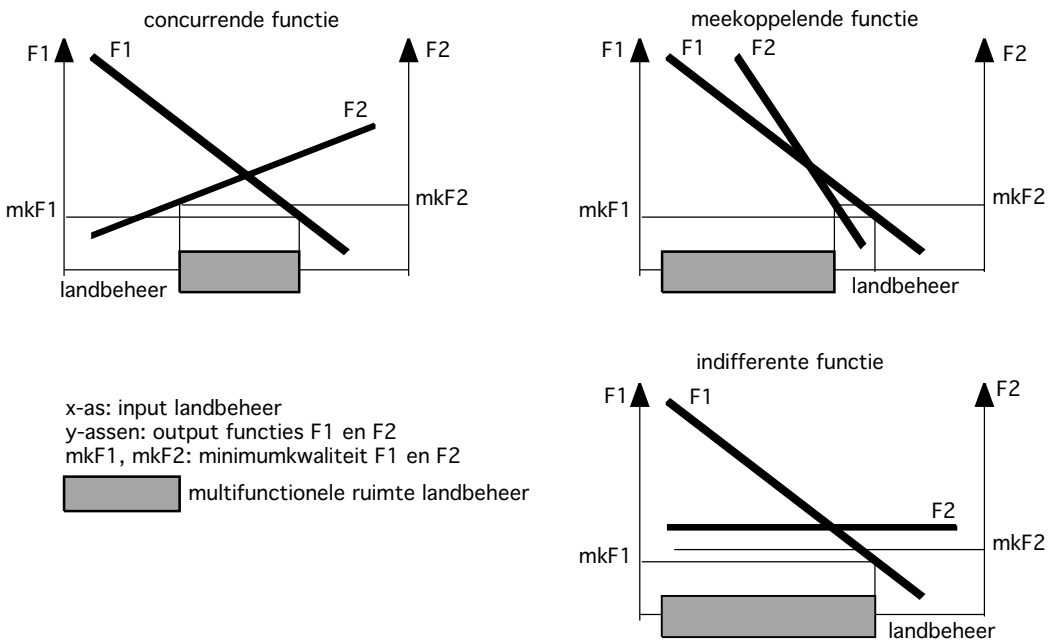 concurrende functie
F1
F1
F2
F2
mkF1
mkF2
landbeheer
meekoppelende functie
F1
F1
F2
F2
mkF1
mkF2
landbeheer
x-as: input landbeheer
y-assen: output functies F1 en F2
mkF1, mkF2: minimumkwaliteit F1 en F2
multifunctionele ruimte landbeheer
indifferente functie
F1
F1
F2
F2
mkF1
mkF2
landbeheer